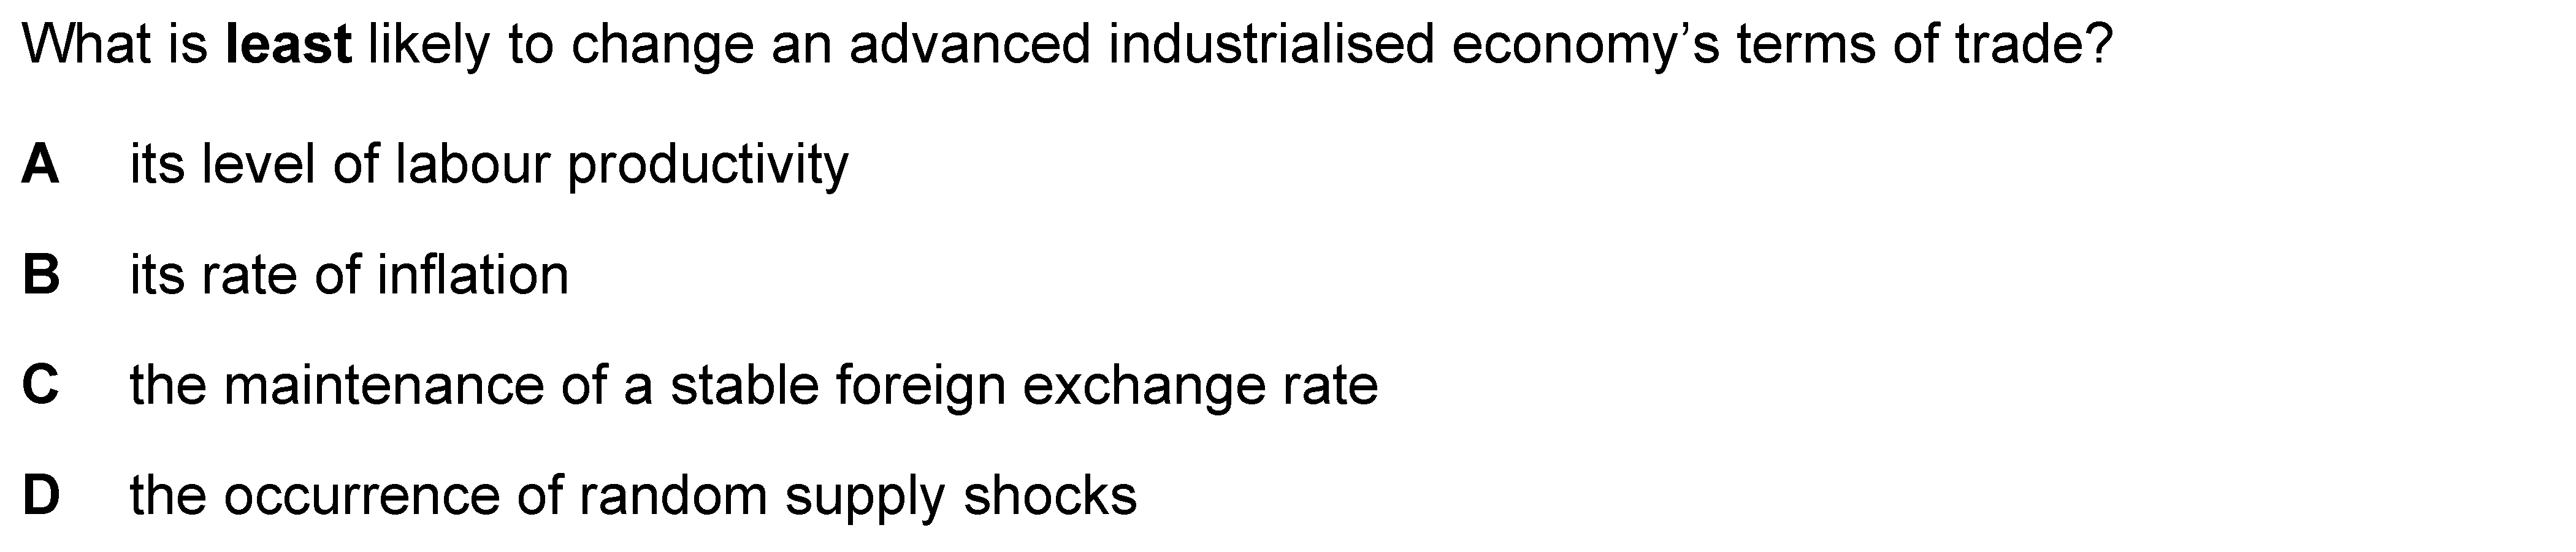 What is least likely to change an advanced industrialised economy’s terms of trade?
A its level of labour productivity
B its rate of inflation
C the maintenance of a stable foreign exchange rate
D the occurrence of random supply shocks